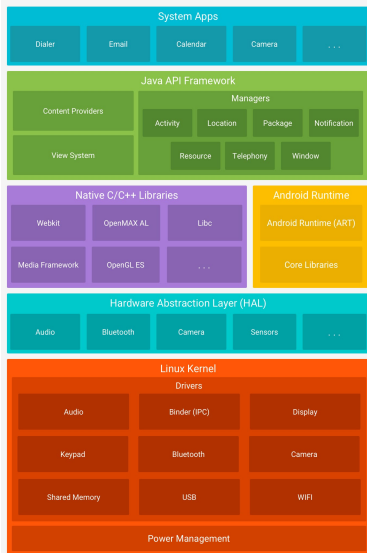 System Apps
Dialer
Email
Calendar
Camera
. . .
Java API Framework
Content Providers
View System
Managers
Activity
Location
Package
Notification
Resource
Telephony
Window
Native C/C++ Libraries
Webkit
OpenMAX AL
Libc
Media Framework
OpenGL ES
. . .
Android Runtime
Android Runtime (ART)
Core Libraries
Hardware Abstraction Layer (HAL)
Audio
Bluetooth
Camera
Sensors
. . .
Linux Kernel
Drivers
Audio
Binder (IPC)
Display
Keypad
Bluetooth
Camera
Shared Memory
USB
WIFI
Power Management